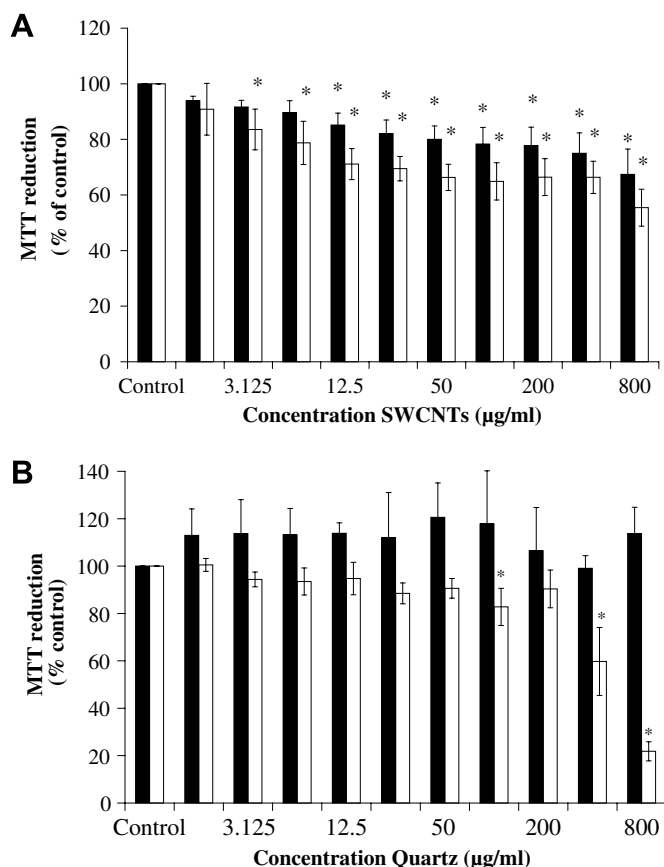 A
120
100
80
60
40
20
0
MTT reduction
(% of control)
* * * * * * * * * * * * * * * *
Control 3.125 12.5 50 200 800
Concentration SWCNTs (µg/ml)
B
140
120
100
80
60
40
20
0
MTT reduction
(% control)
* * *
Control 3.125 12.5 50 200 800
Concentration Quartz (µg/ml)